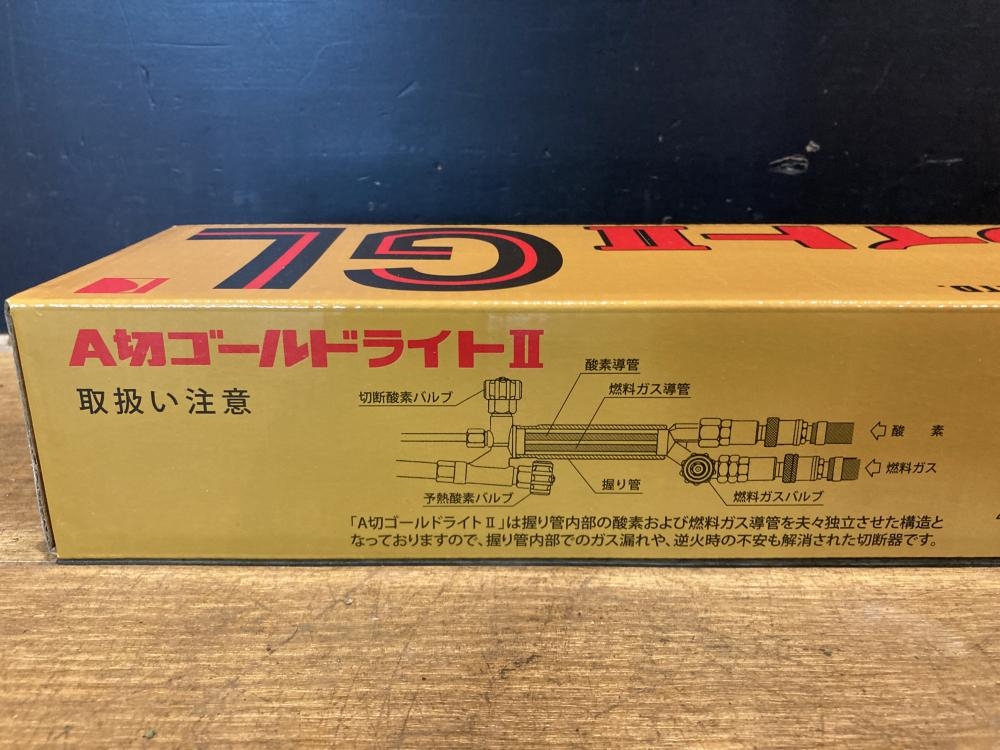 GL
イトII
TD.
A切ゴールドライトII
取扱い注意
酸素導管
切断酸素バルブ
燃料ガス導管
酸　素
燃料ガス
握り管
予熱酸素バルブ
燃料ガスバルブ
「A切ゴールドライトII」は握り管内部の酸素および燃料ガス導管を夫々独立させた構造と
なっておりますので、握り管内部でのガス漏れや、逆火時の不安も解消された切断器です。